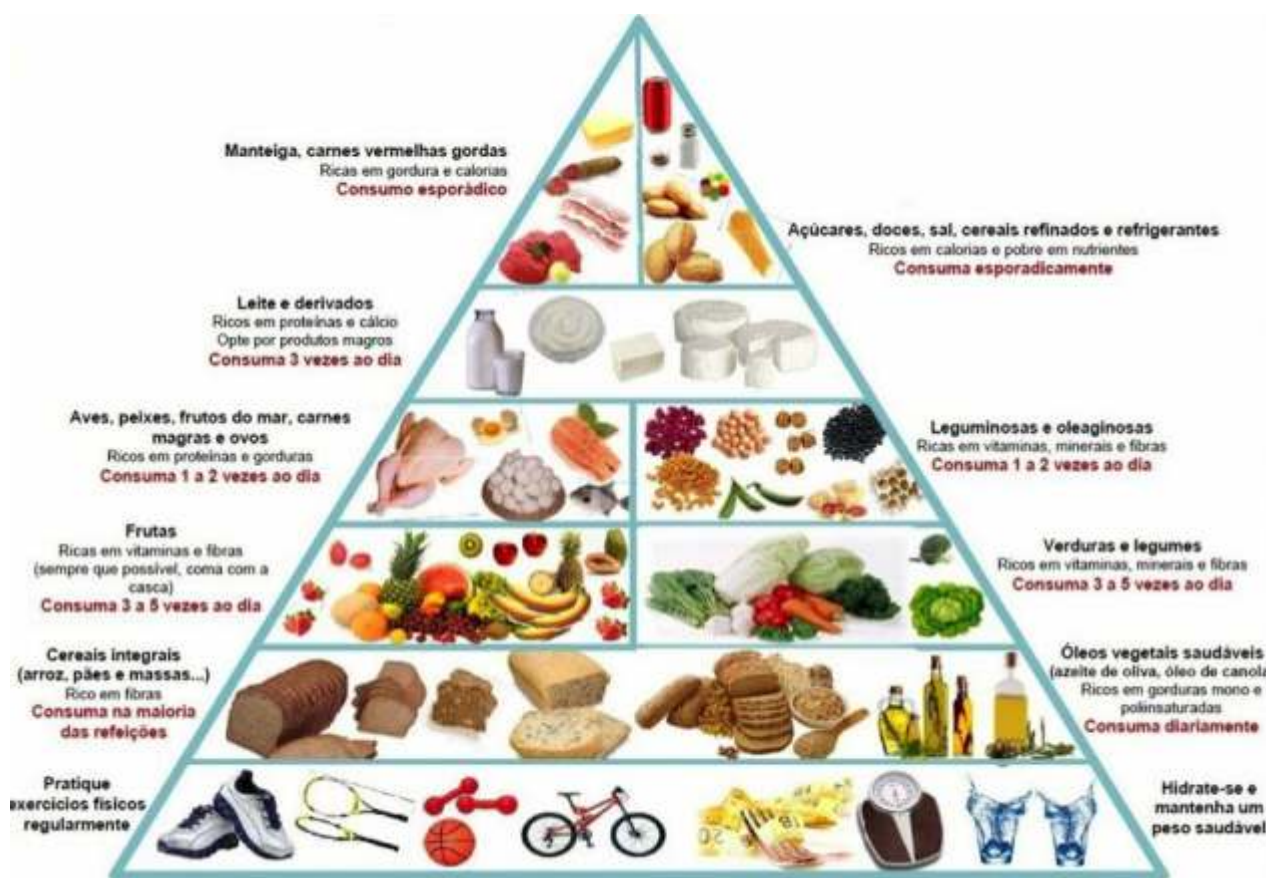 Manteiga, carnes vermelhas gordas
Ricas em gordura e calorias
Consumo esporádico
Açúcares, doces, sal, cereais refinados e refrigerantes
Ricos em calorias e pobre em nutrientes
Consuma esporadicamente
Leite e derivados
Ricos em proteínas e cálcio
Opte por produtos magros
Consuma 3 vezes ao dia
Aves, peixes, frutos do mar, carnes
magras e ovos
Ricos em proteínas e gorduras
Consuma 1 a 2 vezes ao dia
Leguminosas e oleaginosas
Ricas em vitaminas, minerais e fibras
Consuma 1 a 2 vezes ao dia
Frutas
Ricas em vitaminas e fibras
(sempre que possível, coma com a
casca)
Consuma 3 a 5 vezes ao dia
Verduras e legumes
Ricos em vitaminas, minerais e fibras
Consuma 3 a 5 vezes ao dia
Cereais integrais
(arroz, pães e massas...)
Rico em fibras
Consuma na maioria
das refeições
Óleos vegetais saudáveis
(azeite de oliva, óleo de canola
Ricos em gorduras mono e
poliinsaturadas
Consuma diariamente
Pratique
exercícios físicos
regularmente
Hidrate-se e
mantenha um
peso saudável
20
18